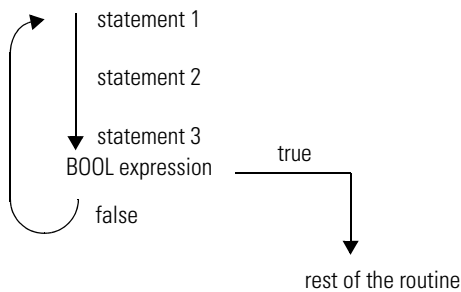 statement 1
statement 2
statement 3
BOOL expression
true
false
rest of the routine